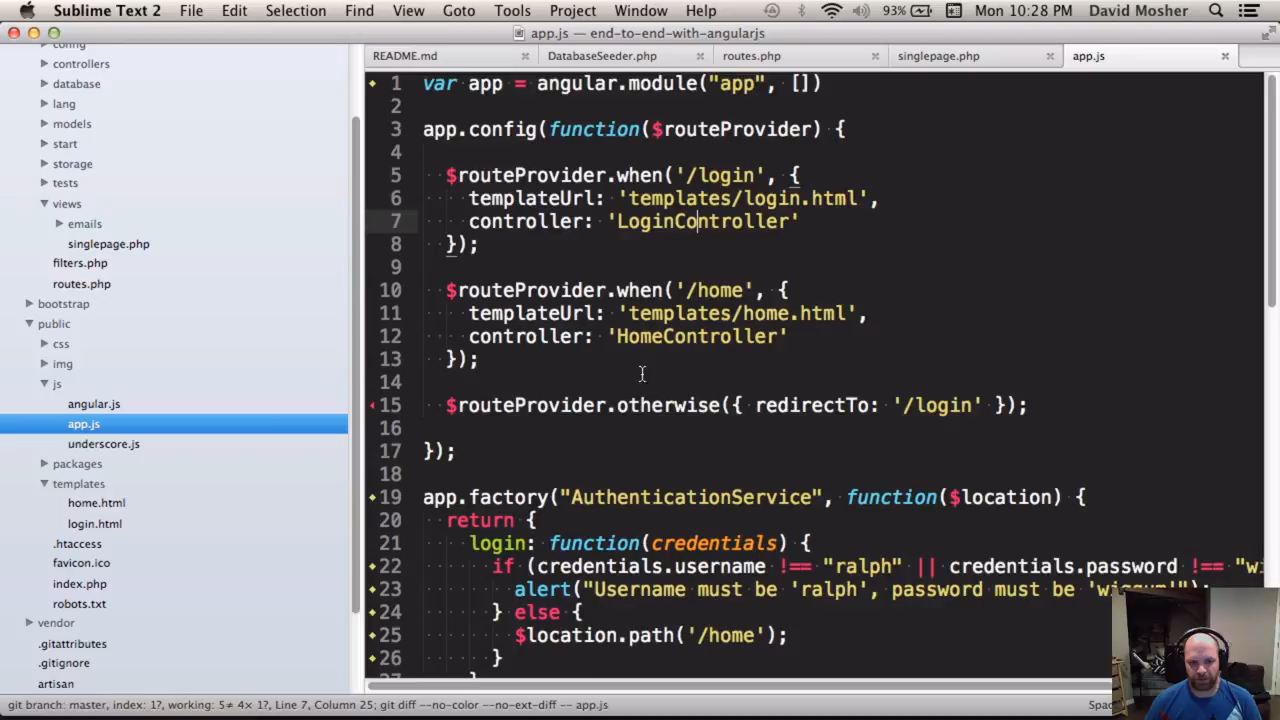 Sublime Text 2 File Edit Selection Find View Goto Tools Project Window Help 93% Mon 10:28 PM David Mosher
app.js — end-to-end-with-angularjs
README.md DatabaseSeeder.php routes.php singlepage.php app.js
config
controllers
database
lang
models
start
storage
tests
views
emails
singlepage.php
filters.php
routes.php
bootstrap
public
css
img
js
angular.js
app.js
underscore.js
packages
templates
home.html
login.html
.htaccess
favicon.ico
index.php
robots.txt
vendor
.gitattributes
.gitignore
artisan
1 var app = angular.module("app", [])
2
3 app.config(function($routeProvider) {
4
5 $routeProvider.when('/login', {
6 templateUrl: 'templates/login.html',
7 controller: 'LoginController'
8 });
9
10 $routeProvider.when('/home', {
11 templateUrl: 'templates/home.html',
12 controller: 'HomeController'
13 });
14
15 $routeProvider.otherwise({ redirectTo: '/login' });
16
17 });
18
19 app.factory("AuthenticationService", function($location) {
20 return {
21 login: function(credentials) {
22 if (credentials.username !== "ralph" || credentials.password !== "wi
23 alert("Username must be 'ralph', password must be
24 } else {
25 $location.path('/home');
26 }
git branch: master, index: 1?, working: 5≠ 4× 1?, Line 7, Column 25; git diff --no-color --no-ext-diff -- app.js